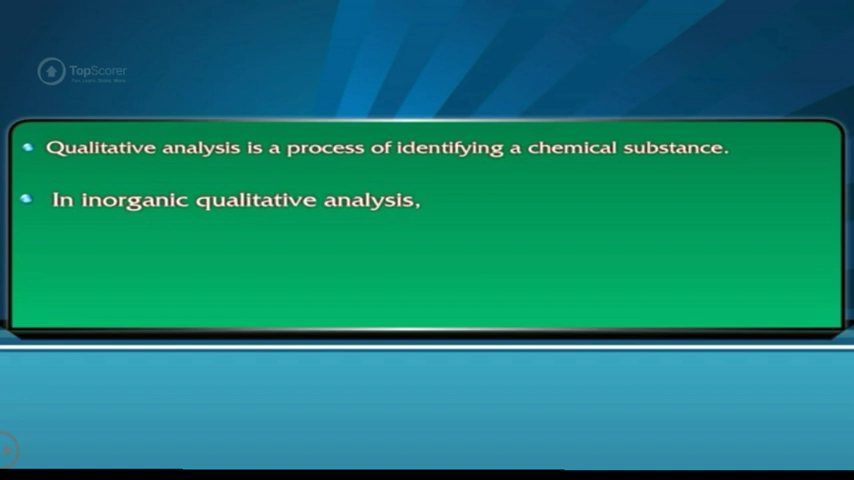 TopScorer
Qualitative analysis is a process of identifying a chemical substance.
In inorganic qualitative analysis,